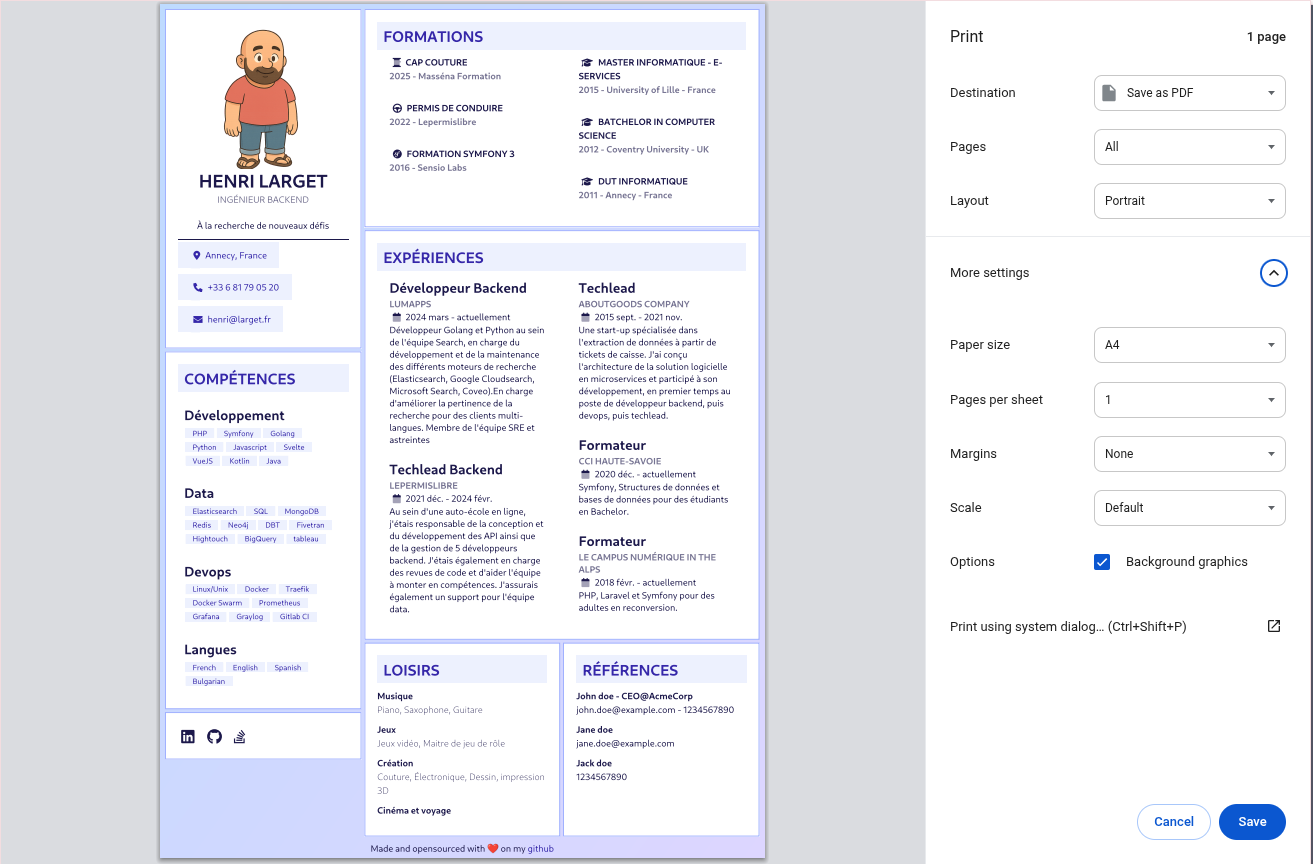 HENRI LARGET
INGÉNIEUR BACKEND
À la recherche de nouveaux défis
Annecy, France
+33 6 81 79 05 20
henri@larget.fr
COMPÉTENCES
Développement
PHP Symfony Golang
Python Javascript Svelte
VueJS Kotlin Java
Data
Elasticsearch SQL MongoDB
Redis Neo4j DBT Fivetran
Hightouch BigQuery tableau
Devops
Linux/Unix Docker Traefik
Docker Swarm Prometheus
Grafana Graylog Gitlab CI
Langues
French English Spanish
Bulgarian
FORMATIONS
CAP COUTURE
2025 - Masséna Formation
PERMIS DE CONDUIRE
2022 - Lepermislibre
FORMATION SYMFONY 3
2016 - Sensio Labs
MASTER INFORMATIQUE - E-
SERVICES
2015 - University of Lille - France
BATCHELOR IN COMPUTER
SCIENCE
2012 - Coventry University - UK
DUT INFORMATIQUE
2011 - Annecy - France
EXPÉRIENCES
Développeur Backend
LUMAPPS
2024 mars - actuellement
Développeur Golang et Python au sein
de l'équipe Search, en charge du
développement et de la maintenance
des différents moteurs de recherche
(Elasticsearch, Google Cloudsearch,
Microsoft Search, Coveo).En charge
d'améliorer la pertinence de la
recherche pour des clients multi-
langues. Membre de l'équipe SRE et
astreintes
Techlead Backend
LEPERMISLIBRE
2021 déc. - 2024 févr.
Au sein d'une auto-école en ligne,
j'étais responsable de la conception et
du développement des API ainsi que
de la gestion de 5 développeurs
backend. J'étais également en charge
des revues de code et d'aider l'équipe
à monter en compétences. J'assurais
également un support pour l'équipe
data.
Techlead
ABOUTGOODS COMPANY
2015 sept. - 2021 nov.
Une start-up spécialisée dans
l'extraction de données à partir de
tickets de caisse. J'ai conçu
l'architecture de la solution logicielle
en microservices et participé à son
développement, en premier temps au
poste de développeur backend, puis
devops, puis techlead.
Formateur
CCI HAUTE-SAVOIE
2020 déc. - actuellement
Symfony, Structures de données et
bases de données pour des étudiants
en Bachelor.
Formateur
LE CAMPUS NUMÉRIQUE IN THE
ALPS
2018 févr. - actuellement
PHP, Laravel et Symfony pour des
adultes en reconversion.
LOISIRS
Musique
Piano, Saxophone, Guitare
Jeux
Jeux vidéo, Maitre de jeu de rôle
Création
Couture, Électronique, Dessin, impression
3D
Cinéma et voyage
RÉFÉRENCES
John doe - CEO@AcmeCorp
john.doe@example.com - 1234567890
Jane doe
jane.doe@example.com
Jack doe
1234567890
Made and opensourced with ❤️ on my github
Print 1 page
Destination Save as PDF
Pages All
Layout Portrait
More settings
Paper size A4
Pages per sheet 1
Margins None
Scale Default
Options Background graphics
Print using system dialog... (Ctrl+Shift+P)
Cancel Save